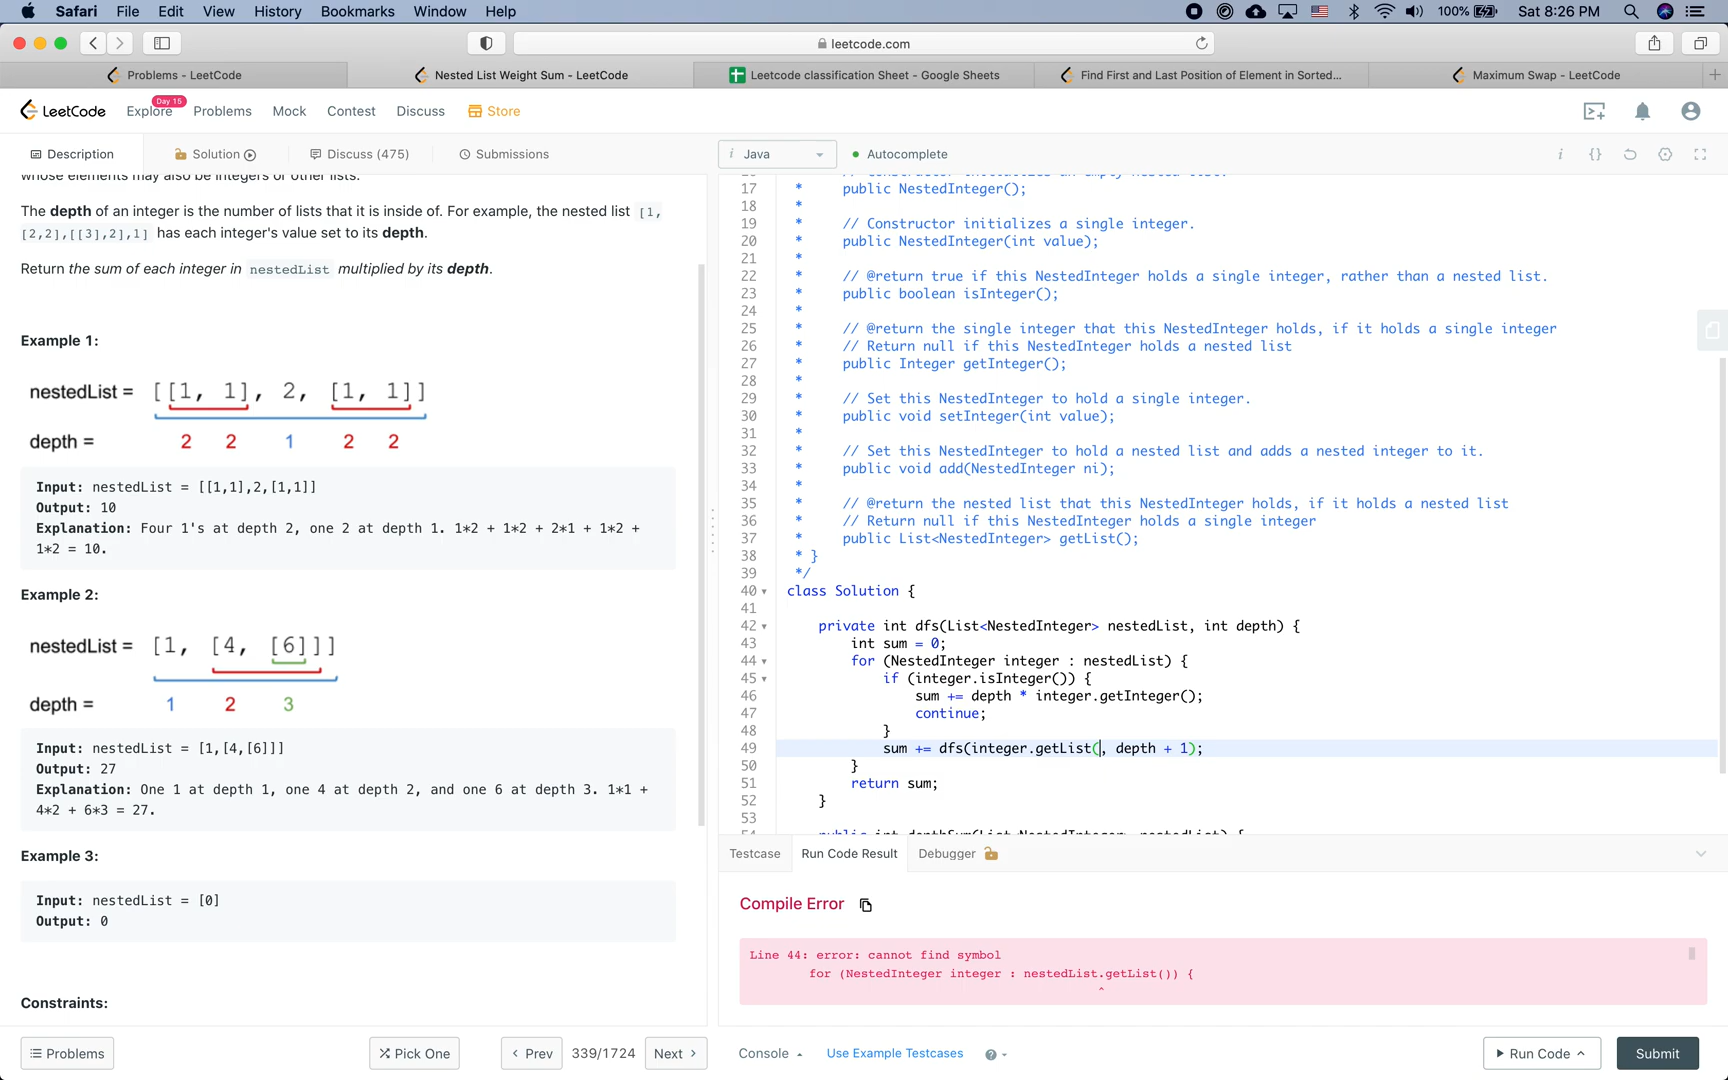 Safari File Edit View History Bookmarks Window Help 100% Sat 8:26 PM
leetcode.com
Problems - LeetCode
Nested List Weight Sum - LeetCode
Leetcode classification Sheet - Google Sheets
Find First and Last Position of Element in Sorted...
Maximum Swap - LeetCode
LeetCode Explore Day 15 Problems Mock Contest Discuss Store
Description Solution Discuss (475) Submissions
whose elements may also be integers or other lists.
The depth of an integer is the number of lists that it is inside of. For example, the nested list [1,
[2,2],[[3],2],1] has each integer's value set to its depth.
Return the sum of each integer in nestedList multiplied by its depth.
Example 1:
nestedList = [[1, 1], 2, [1, 1]]
depth = 2 2 1 2 2
Input: nestedList = [[1,1],2,[1,1]]
Output: 10
Explanation: Four 1's at depth 2, one 2 at depth 1. 1*2 + 1*2 + 2*1 + 1*2 +
1*2 = 10.
Example 2:
nestedList = [1, [4, [6]]]
depth = 1 2 3
Input: nestedList = [1,[4,[6]]]
Output: 27
Explanation: One 1 at depth 1, one 4 at depth 2, and one 6 at depth 3. 1*1 +
4*2 + 6*3 = 27.
Example 3:
Input: nestedList = [0]
Output: 0
Constraints:
Problems Pick One Prev 339/1724 Next
i Java Autocomplete
i {}
17 * public NestedInteger();
18 *
19 * // Constructor initializes a single integer.
20 * public NestedInteger(int value);
21 *
22 * // @return true if this NestedInteger holds a single integer, rather than a nested list.
23 * public boolean isInteger();
24 *
25 * // @return the single integer that this NestedInteger holds, if it holds a single integer
26 * // Return null if this NestedInteger holds a nested list
27 * public Integer getInteger();
28 *
29 * // Set this NestedInteger to hold a single integer.
30 * public void setInteger(int value);
31 *
32 * // Set this NestedInteger to hold a nested list and adds a nested integer to it.
33 * public void add(NestedInteger ni);
34 *
35 * // @return the nested list that this NestedInteger holds, if it holds a nested list
36 * // Return null if this NestedInteger holds a single integer
37 * public List<NestedInteger> getList();
38 * }
39 */
40 class Solution {
41
42 private int dfs(List<NestedInteger> nestedList, int depth) {
43 int sum = 0;
44 for (NestedInteger integer : nestedList) {
45 if (integer.isInteger()) {
46 sum += depth * integer.getInteger();
47 continue;
48 }
49 sum += dfs(integer.getList(, depth + 1);
50 }
51 return sum;
52 }
53
54 public int depthSum(List<NestedInteger> nestedList) {
Testcase Run Code Result Debugger
Compile Error
Line 44: error: cannot find symbol
for (NestedInteger integer : nestedList.getList()) {
^
Console Use Example Testcases ? Run Code Submit